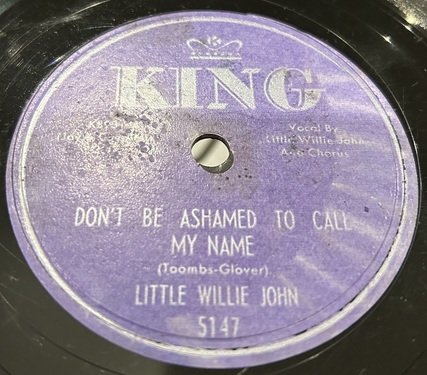 KING
Vocal By
Little Willie John
And Chorus
DON'T BE ASHAMED TO CALL
MY NAME
(Toombs-Glover)
LITTLE WILLIE JOHN
5147